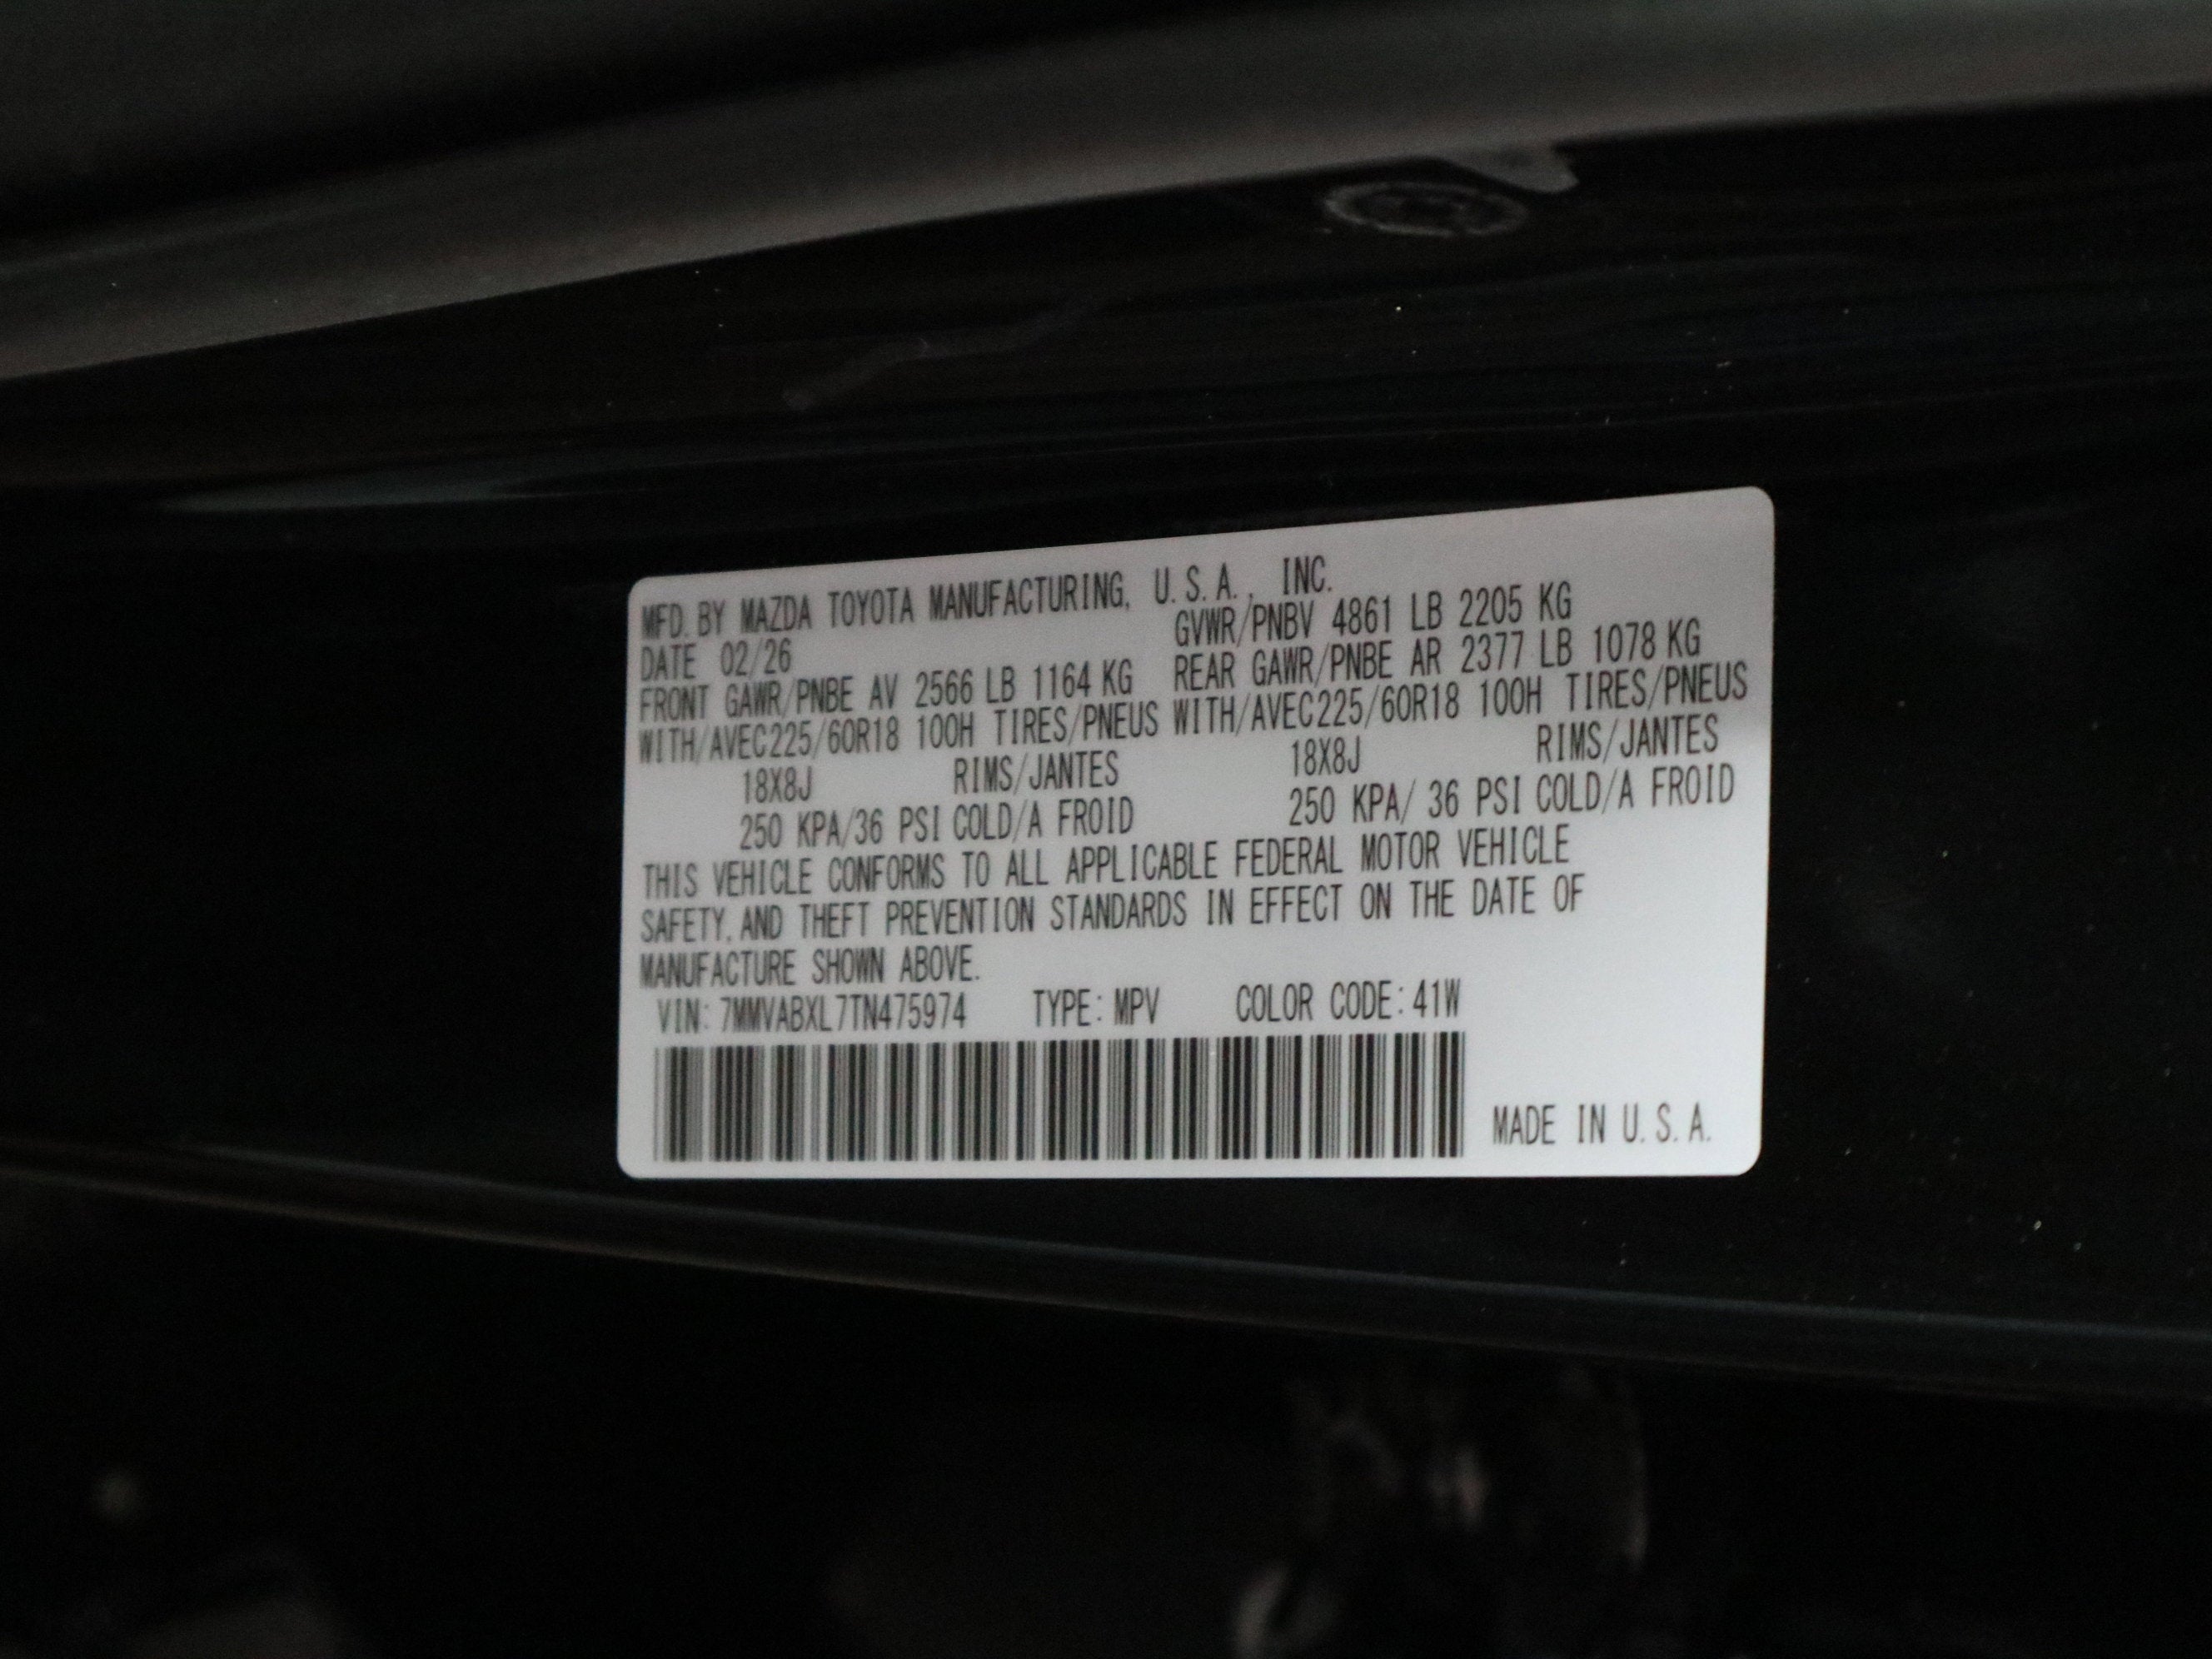 MFD. BY MAZDA TOYOTA MANUFACTURING, U.S.A., INC.
DATE 02/26 GVWR/PNBV 4861 LB 2205 KG
FRONT GAWR/PNBE AV 2566 LB 1164 KG REAR GAWR/PNBE AR 2377 LB 1078 KG
WITH/AVEC225/60R18 100H TIRES/PNEUS WITH/AVEC225/60R18 100H TIRES/PNEUS
18X8J RIMS/JANTES 18X8J RIMS/JANTES
250 KPA/36 PSI COLD/A FROID 250 KPA/ 36 PSI COLD/A FROID
THIS VEHICLE CONFORMS TO ALL APPLICABLE FEDERAL MOTOR VEHICLE
SAFETY, AND THEFT PREVENTION STANDARDS IN EFFECT ON THE DATE OF
MANUFACTURE SHOWN ABOVE.
VIN: 7MMVABXL7TN475974 TYPE: MPV COLOR CODE: 41W
MADE IN U.S.A.